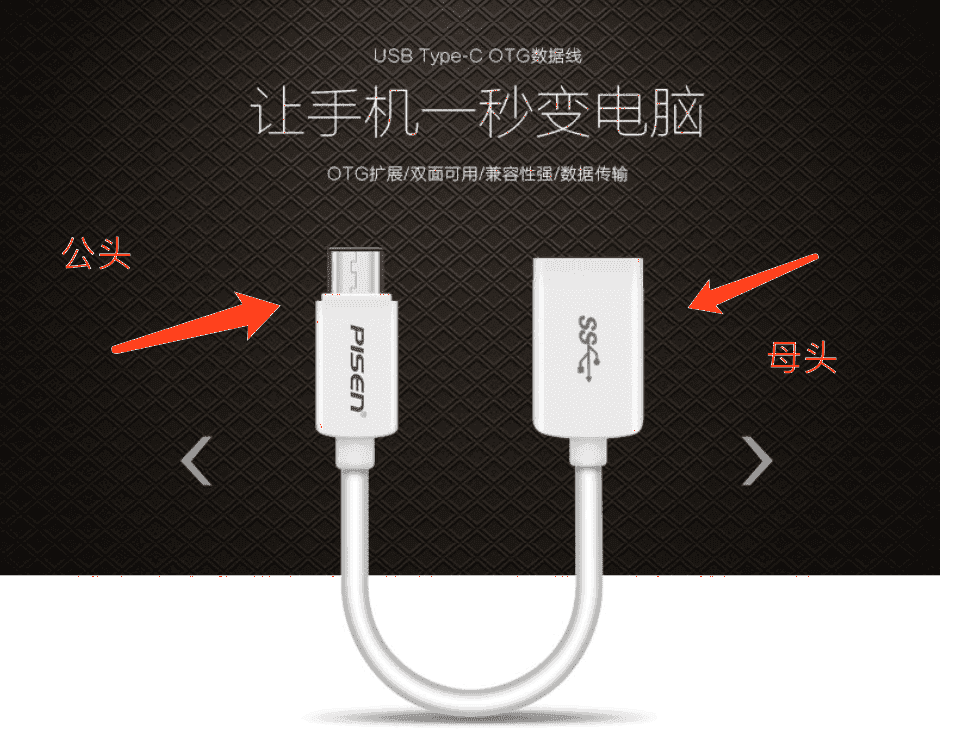 USB Type-C OTG数据线
让手机一秒变电脑
OTG扩展/双面可用/兼容性强/数据传输
公头
母头
PISEN
SS